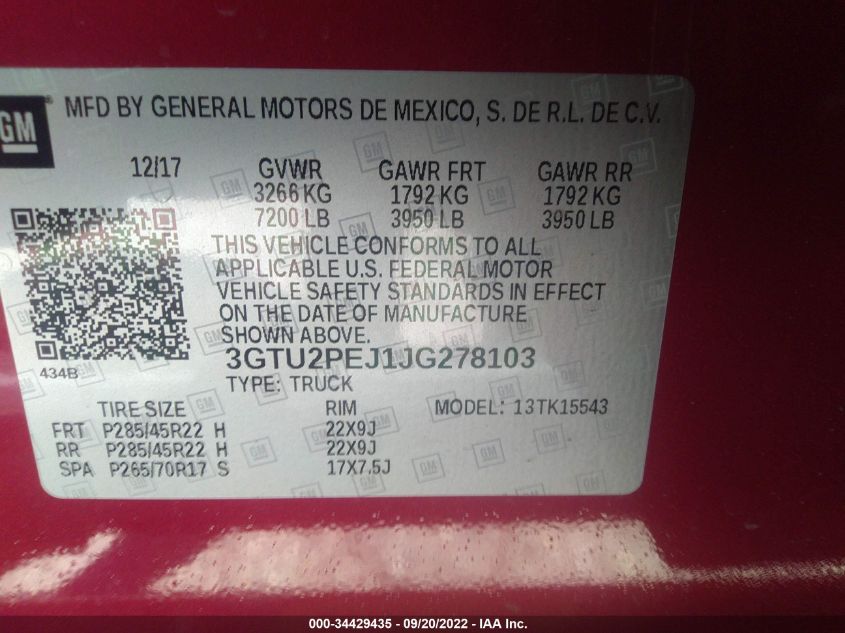 GM
MFD BY GENERAL MOTORS DE MEXICO, S. DE R.L. DE C.V.
12/17 GVWR GAWR FRT GAWR RR
3266 KG 1792 KG 1792 KG
7200 LB 3950 LB 3950 LB
THIS VEHICLE CONFORMS TO ALL
APPLICABLE U.S. FEDERAL MOTOR
VEHICLE SAFETY STANDARDS IN EFFECT
ON THE DATE OF MANUFACTURE
SHOWN ABOVE.
3GTU2PEJ1JG278103
434B
TYPE: TRUCK
TIRE SIZE RIM MODEL: 13TK15543
FRT P285/45R22 H 22X9J
RR P285/45R22 H 22X9J
SPA P265/70R17 S 17X7.5J
000-34429435 - 09/20/2022 - IAA Inc.